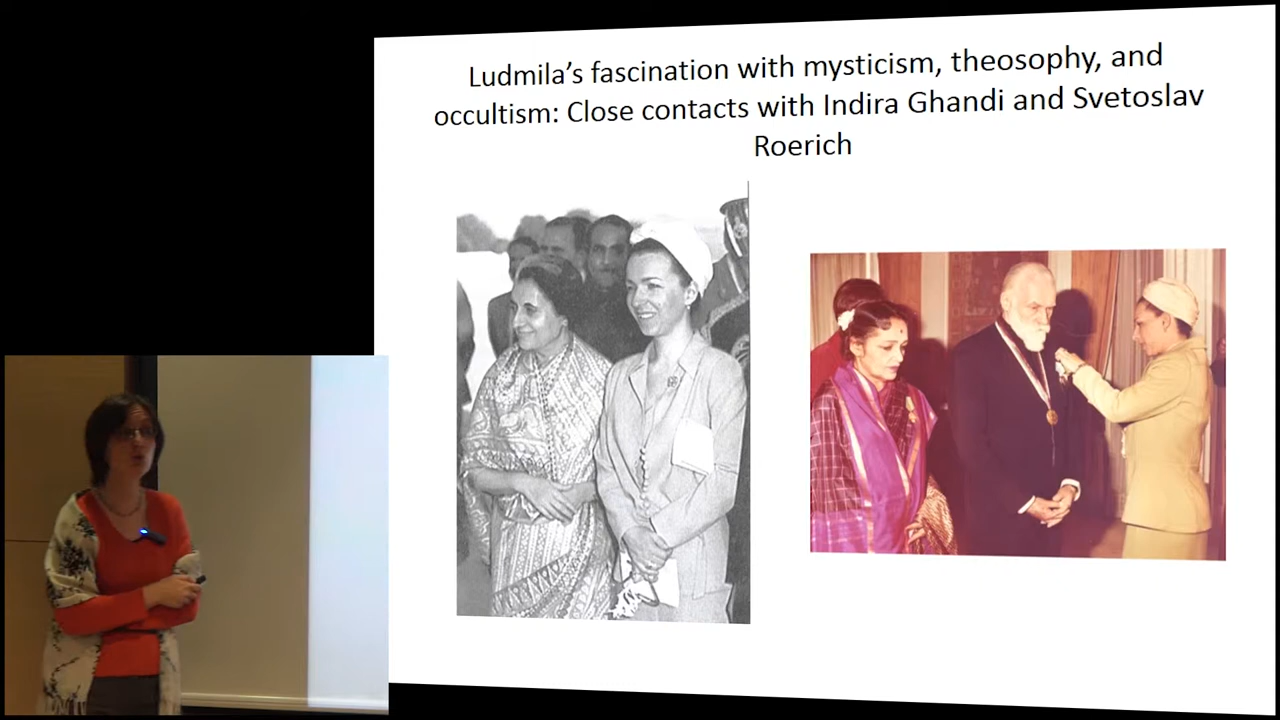 Ludmila's fascination with mysticism, theosophy, and
occultism: Close contacts with Indira Ghandi and Svetoslav
Roerich